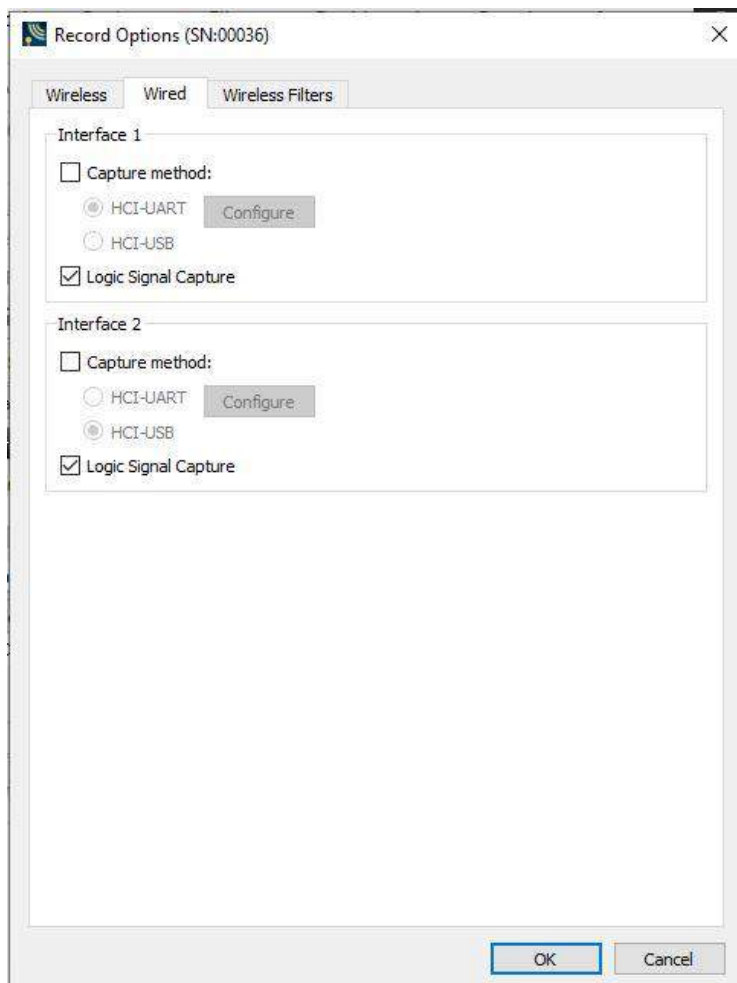 Record Options (SN:00036)
Wireless Wired Wireless Filters
Interface 1
Capture method:
HCI-UART Configure
HCI-USB
Logic Signal Capture
Interface 2
Capture method:
HCI-UART Configure
HCI-USB
Logic Signal Capture
OK Cancel